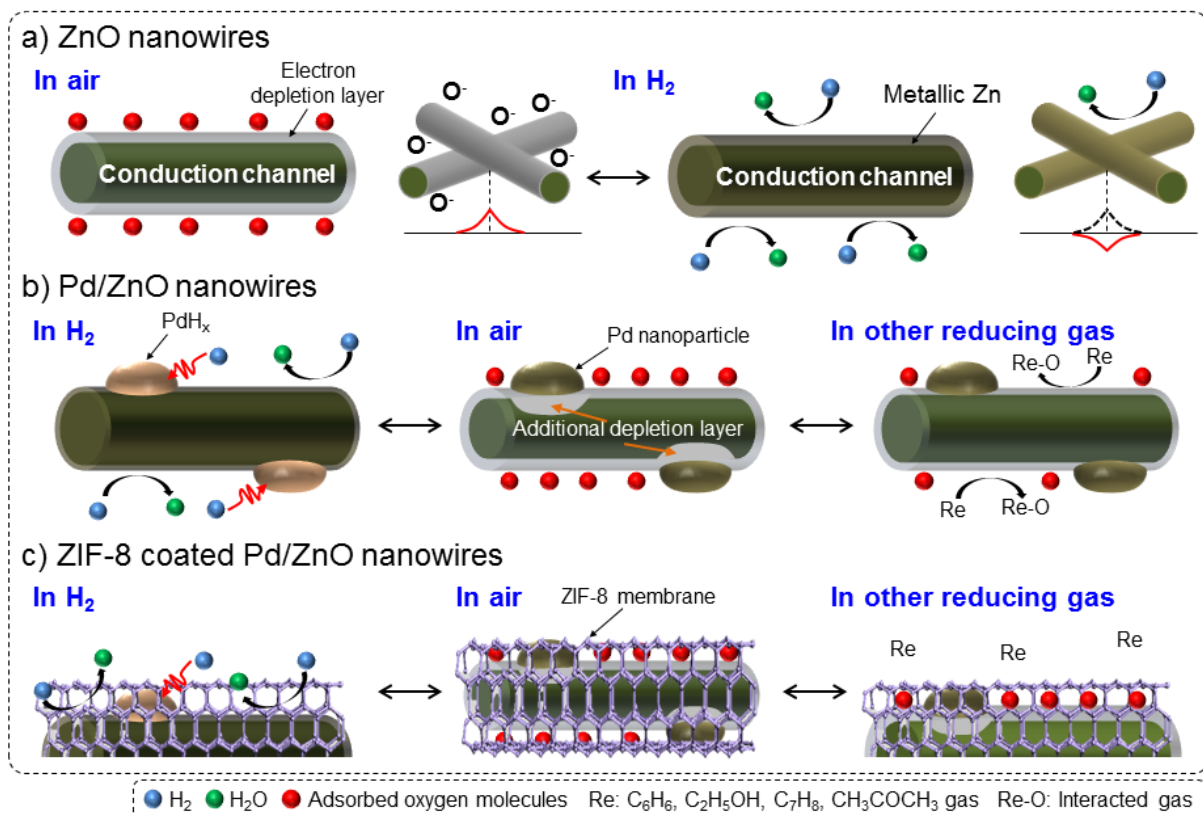 a) ZnO nanowires
In air
Electron
depletion layer
Conduction channel
O⁻
O⁻
O⁻
O⁻
O⁻
O⁻
In H₂
Metallic Zn
Conduction channel
b) Pd/ZnO nanowires
In H₂
PdHₓ
In air
Pd nanoparticle
Additional depletion layer
In other reducing gas
Re-O
Re
Re
Re-O
c) ZIF-8 coated Pd/ZnO nanowires
In H₂
In air
ZIF-8 membrane
In other reducing gas
Re
Re
Re
H₂ H₂O Adsorbed oxygen molecules Re: C₆H₆, C₂H₅OH, C₇H₈, CH₃COCH₃ gas Re-O: Interacted gas